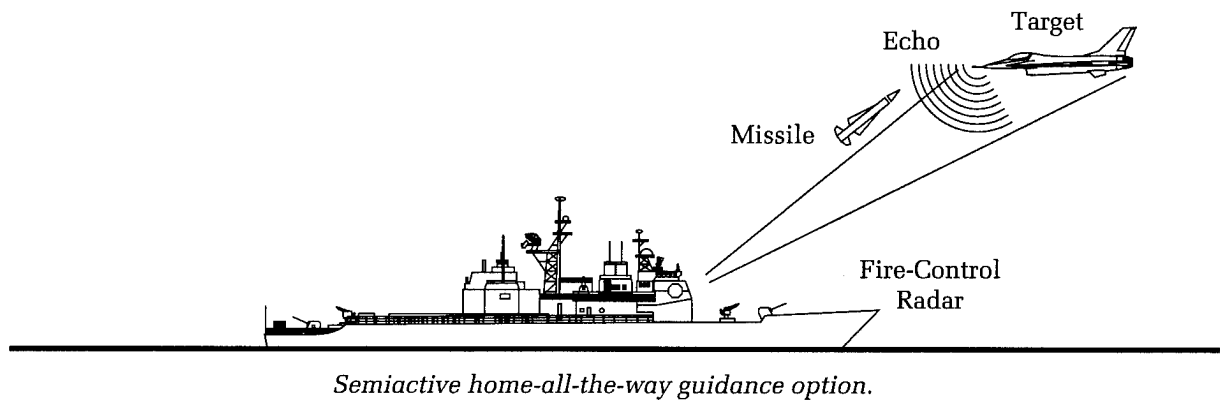 Target
Echo
Missile
Fire-Control
Radar
Semiactive home-all-the-way guidance option.